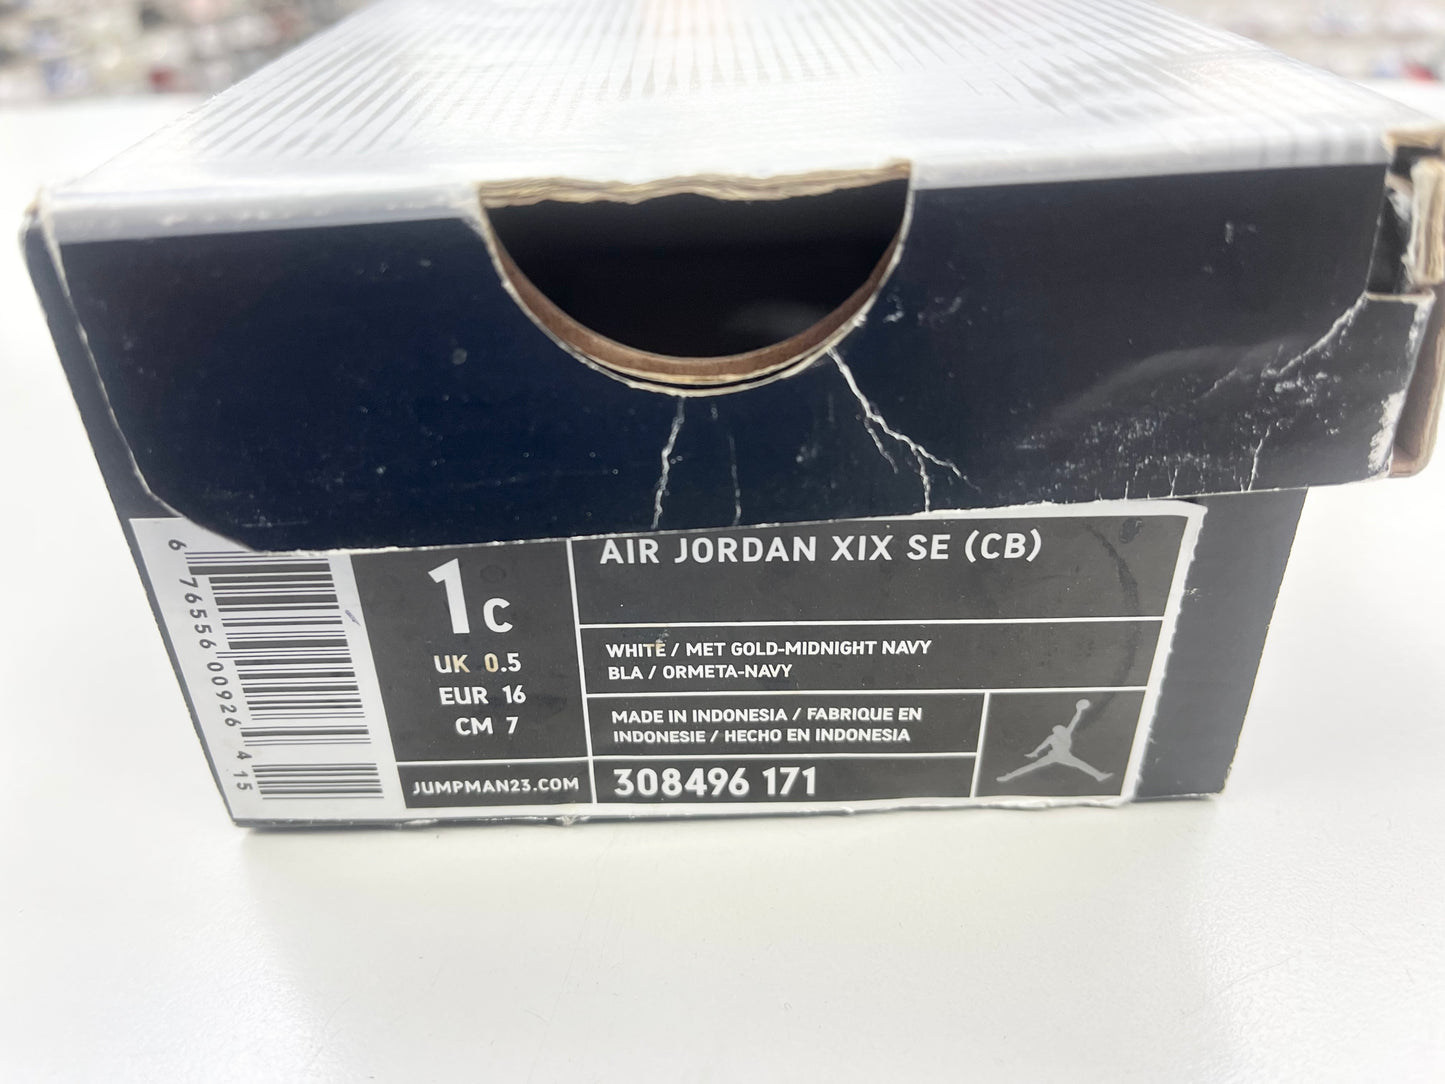 AIR JORDAN XIX SE (CB)
1C
UK 0.5
EUR 16
CM 7
WHITE / MET GOLD-MIDNIGHT NAVY
BLA / ORMETA-NAVY
MADE IN INDONESIA / FABRIQUE EN
INDONESIE / HECHO EN INDONESIA
JUMPMAN23.COM
308496 171
6 76556 00926 4 15